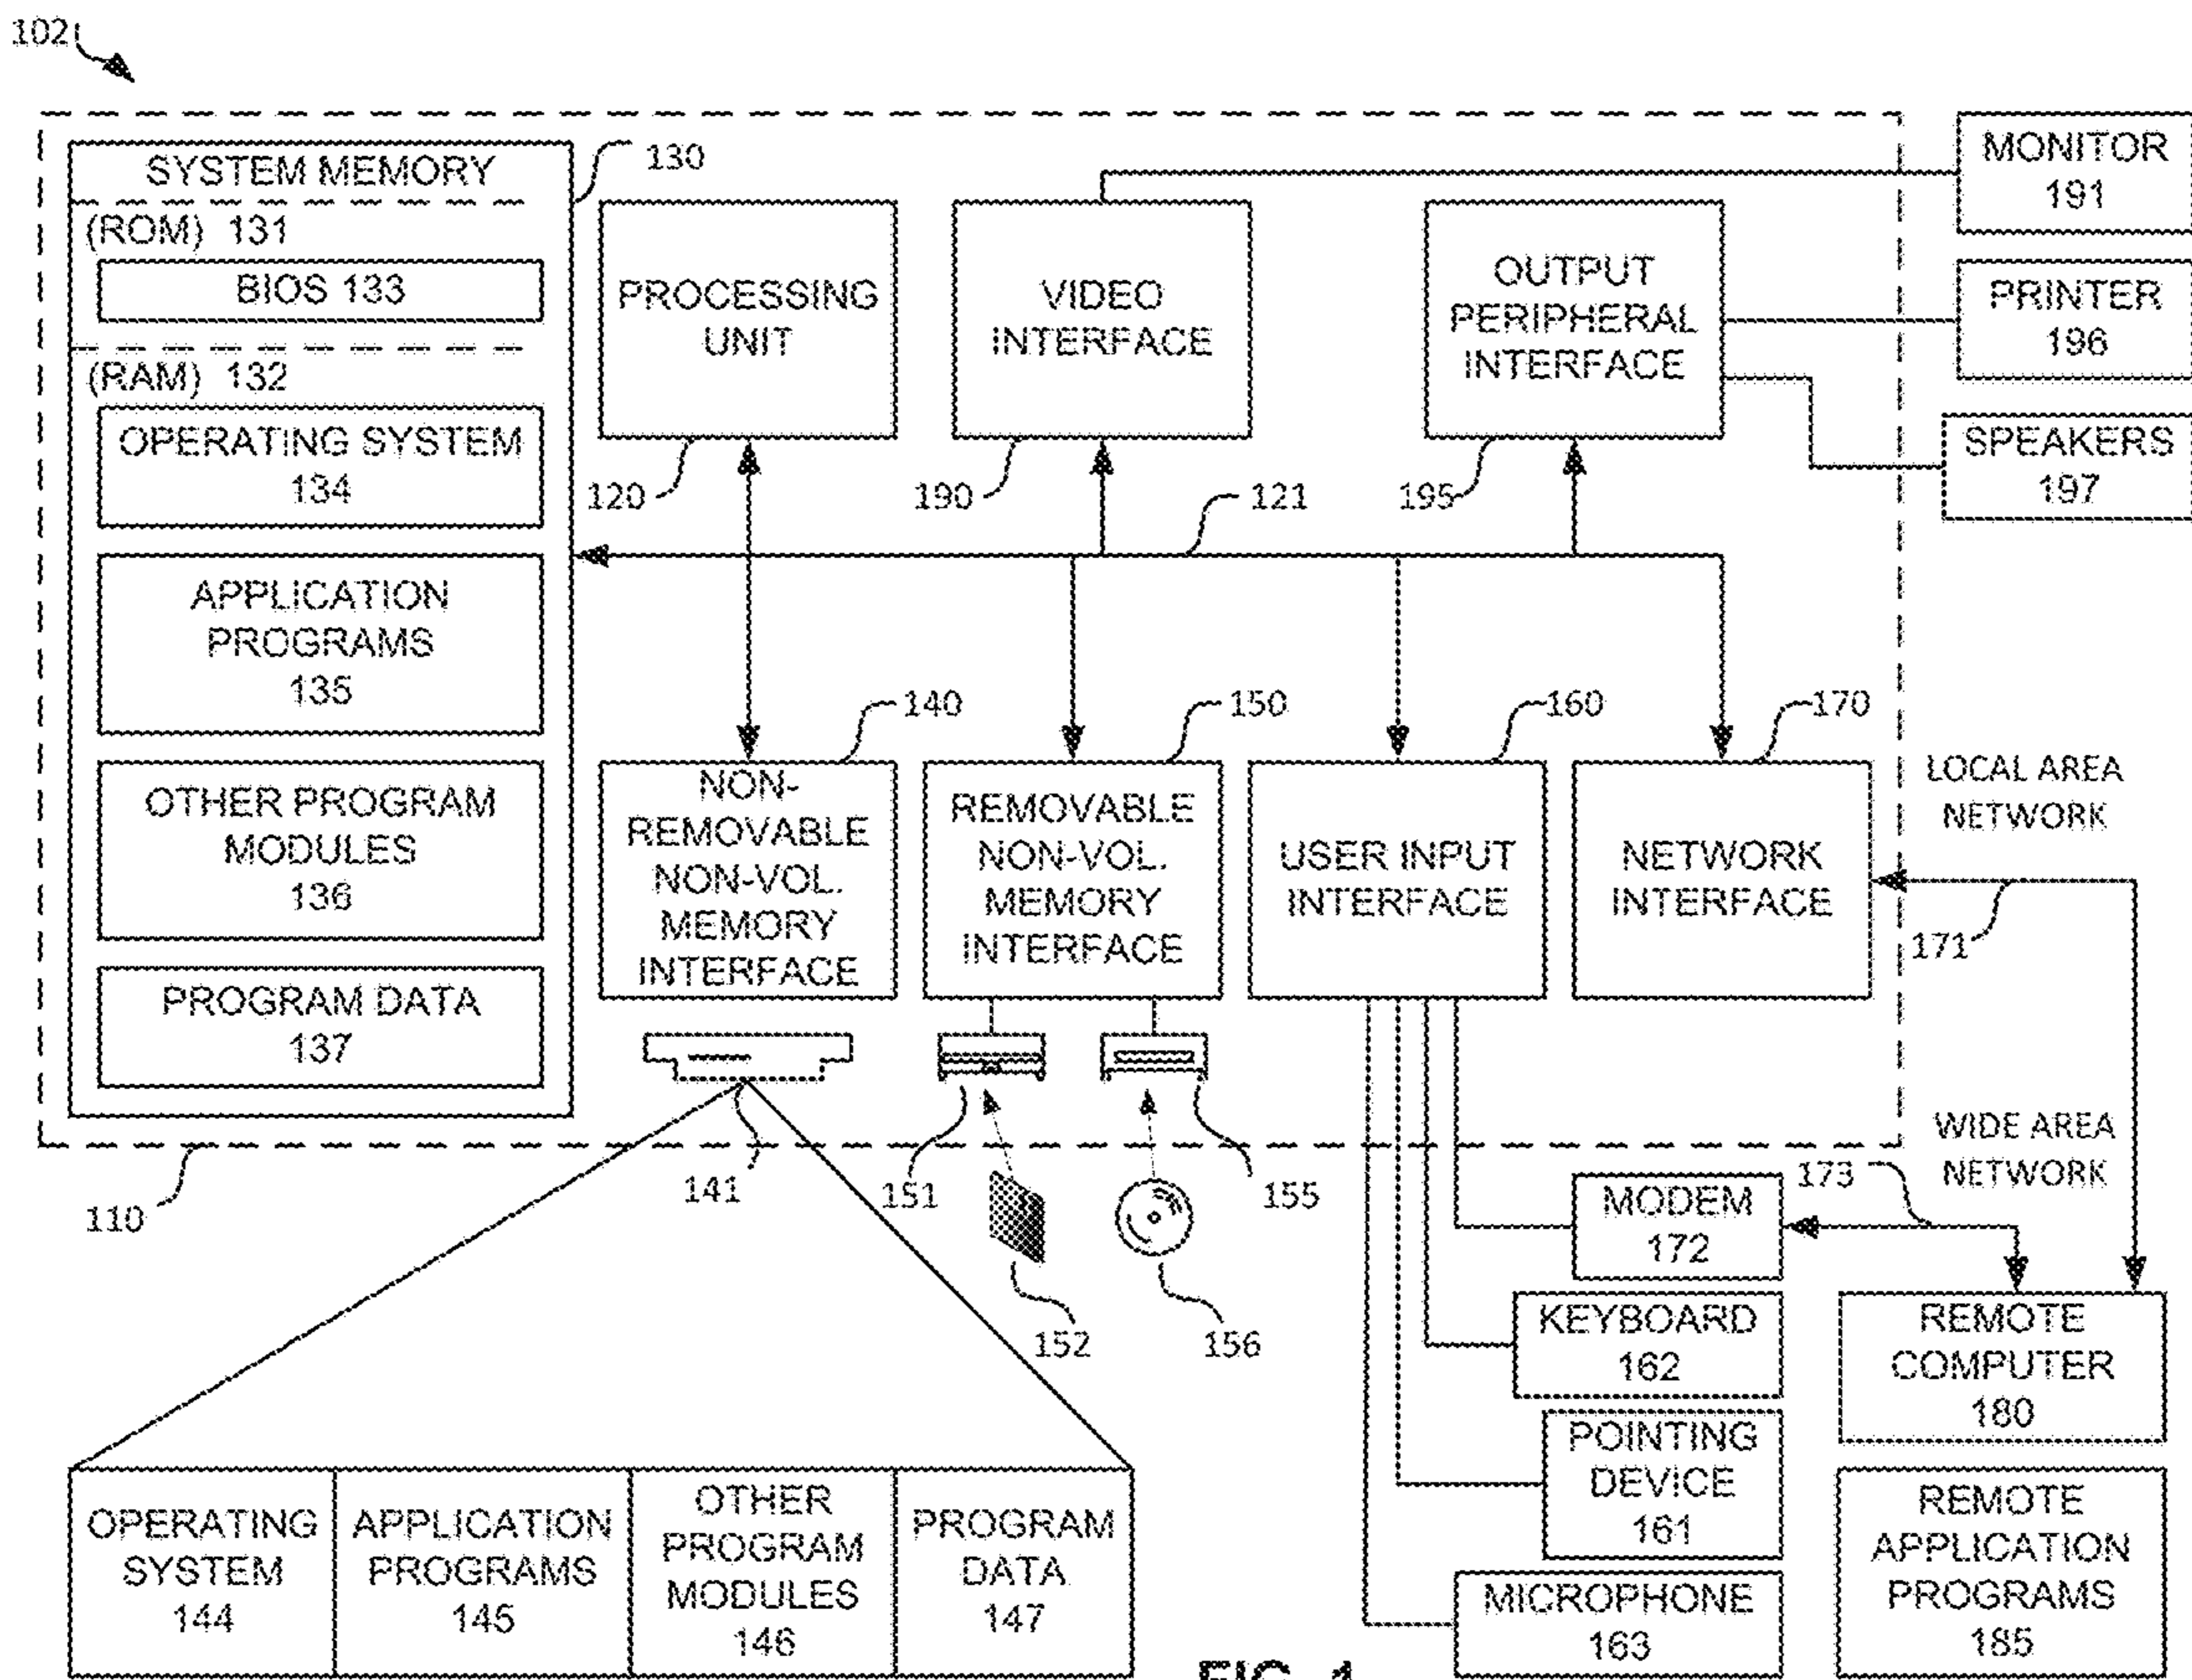 102
SYSTEM MEMORY
(ROM) 131
BIOS 133
(RAM) 132
OPERATING SYSTEM
134
APPLICATION
PROGRAMS
135
OTHER PROGRAM
MODULES
136
PROGRAM DATA
137
130
PROCESSING
UNIT
120
VIDEO
INTERFACE
190
121
OUTPUT
PERIPHERAL
INTERFACE
195
MONITOR
191
PRINTER
196
SPEAKERS
197
140
NON-
REMOVABLE
NON-VOL.
MEMORY
INTERFACE
150
REMOVABLE
NON-VOL.
MEMORY
INTERFACE
160
USER INPUT
INTERFACE
170
NETWORK
INTERFACE
LOCAL AREA
NETWORK
171
WIDE AREA
NETWORK
173
110
141
151
155
152
156
MODEM
172
KEYBOARD
162
POINTING
DEVICE
161
MICROPHONE
163
REMOTE
COMPUTER
180
REMOTE
APPLICATION
PROGRAMS
185
OPERATING
SYSTEM
144
APPLICATION
PROGRAMS
145
OTHER
PROGRAM
MODULES
146
PROGRAM
DATA
147
FIG. 1